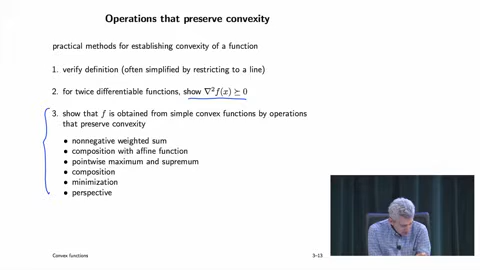 Operations that preserve convexity
practical methods for establishing convexity of a function
1. verify definition (often simplified by restricting to a line)
2. for twice differentiable functions, show ∇²f(x) ⪰ 0
3. show that f is obtained from simple convex functions by operations
that preserve convexity
• nonnegative weighted sum
• composition with affine function
• pointwise maximum and supremum
• composition
• minimization
• perspective
Convex functions 3–13